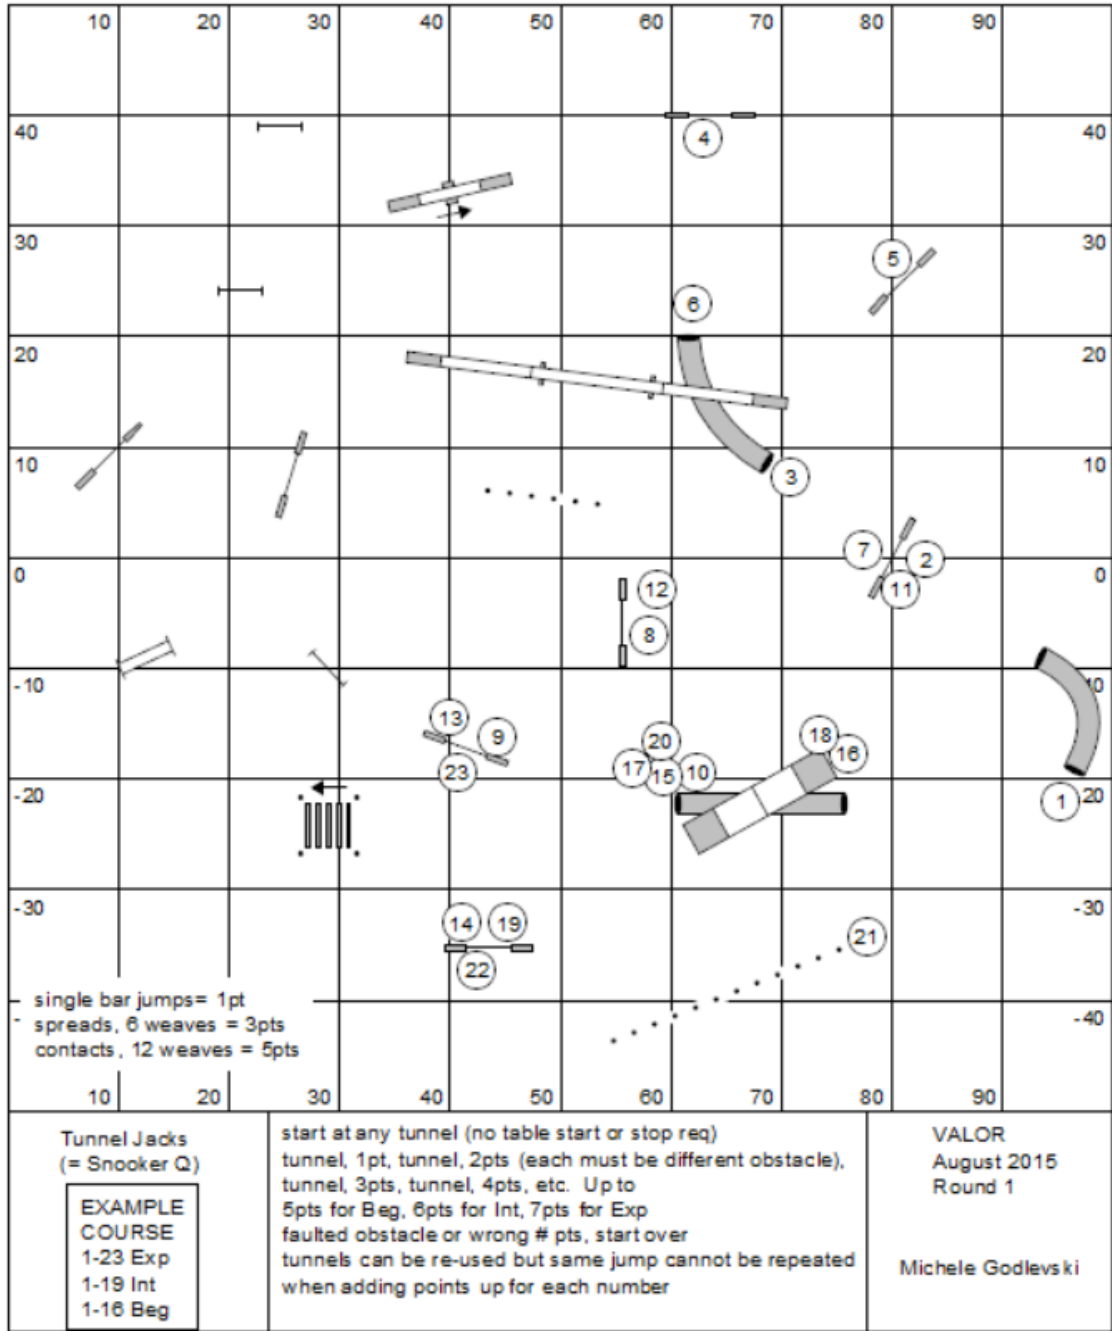 10 20 30 40 50 60 70 80 90
40 4 40
30 5 30
6
20 20
10 3 10
0 7 2 0
12 11
8
-10 -10
13 9 20 18
23 17 15 10 16
-20 1 -20
-30 14 19 21 -30
22
single bar jumps= 1pt
- spreads, 6 weaves = 3pts -40
contacts, 12 weaves = 5pts
10 20 30 40 50 60 70 80 90
Tunnel Jacks
(= Snooker Q)
EXAMPLE
COURSE
1-23 Exp
1-19 Int
1-16 Beg
start at any tunnel (no table start or stop req)
tunnel, 1pt, tunnel, 2pts (each must be different obstacle),
tunnel, 3pts, tunnel, 4pts, etc. Up to
5pts for Beg, 6pts for Int, 7pts for Exp
faulted obstacle or wrong # pts, start over
tunnels can be re-used but same jump cannot be repeated
when adding points up for each number
VALOR
August 2015
Round 1
Michele Godlevski